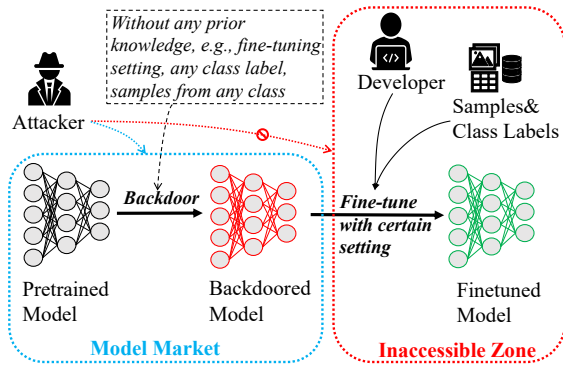 Without any prior
knowledge, e.g., fine-tuning
setting, any class label,
samples from any class
Attacker
Developer
Samples&
Class Labels
Backdoor
Fine-tune
with certain
setting
Pretrained
Model
Backdoored
Model
Finetuned
Model
Model Market
Inaccessible Zone